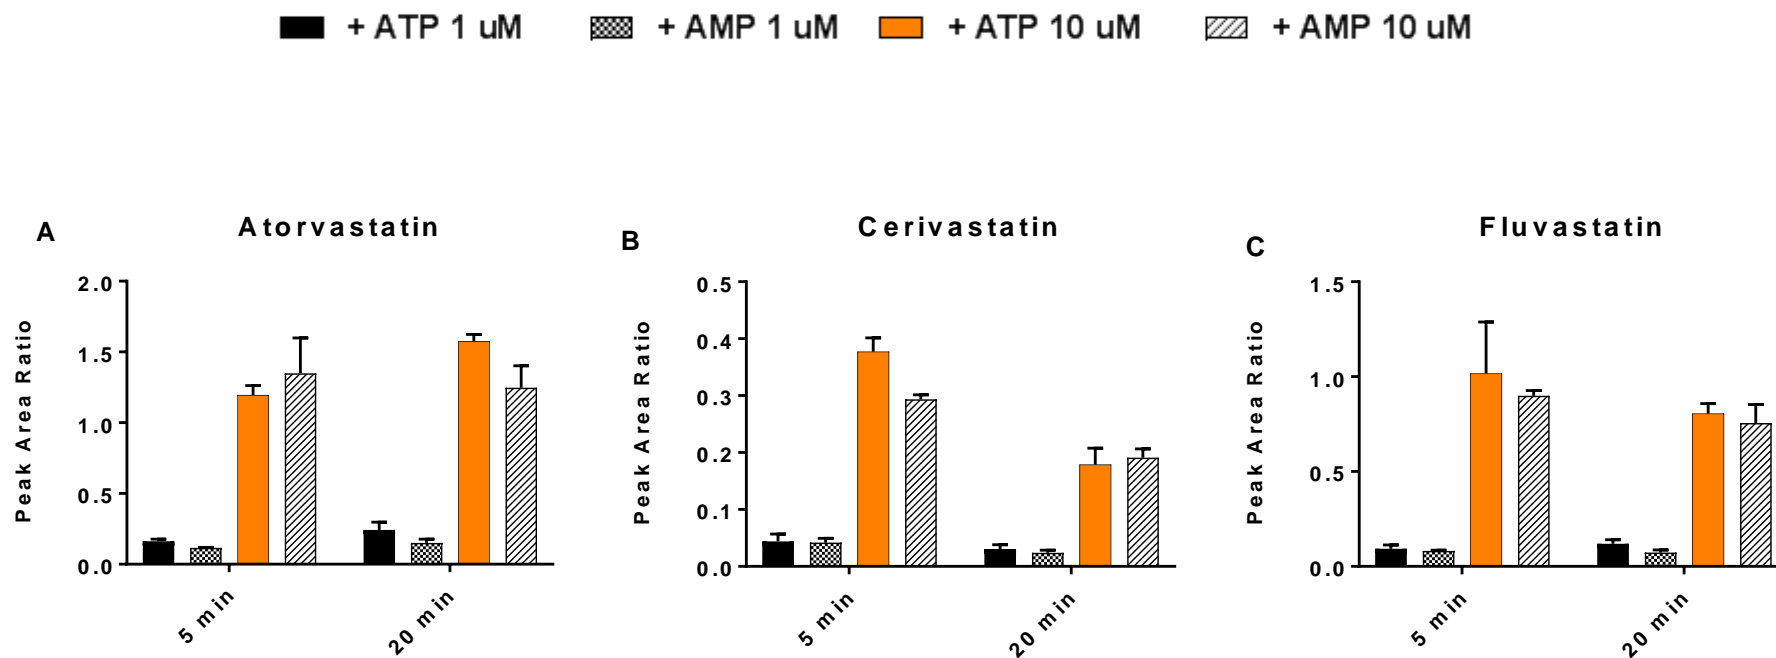 + ATP 1 uM + AMP 1 uM + ATP 10 uM + AMP 10 uM
A Atorvastatin
Peak Area Ratio
2.0
1.5
1.0
0.5
0.0
5 min 20 min
B Cerivastatin
Peak Area Ratio
0.5
0.4
0.3
0.2
0.1
0.0
5 min 20 min
C Fluvastatin
Peak Area Ratio
1.5
1.0
0.5
0.0
5 min 20 min